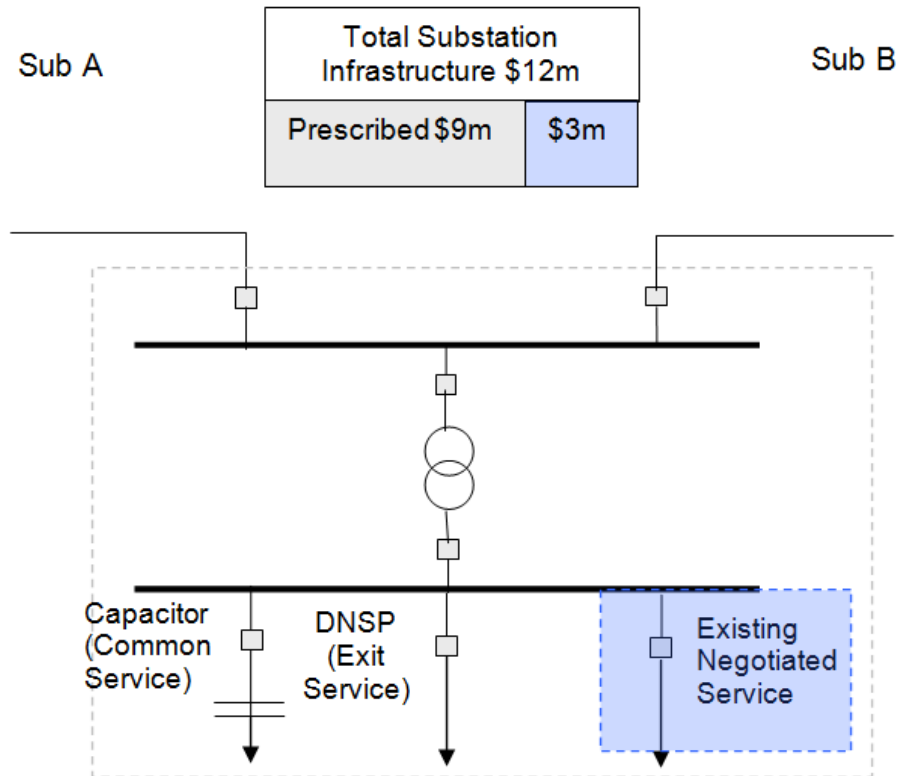 Sub A
Total Substation
Infrastructure $12m
Sub B
Prescribed $9m
$3m
Capacitor
(Common
Service)
DNSP
(Exit
Service)
Existing
Negotiated
Service